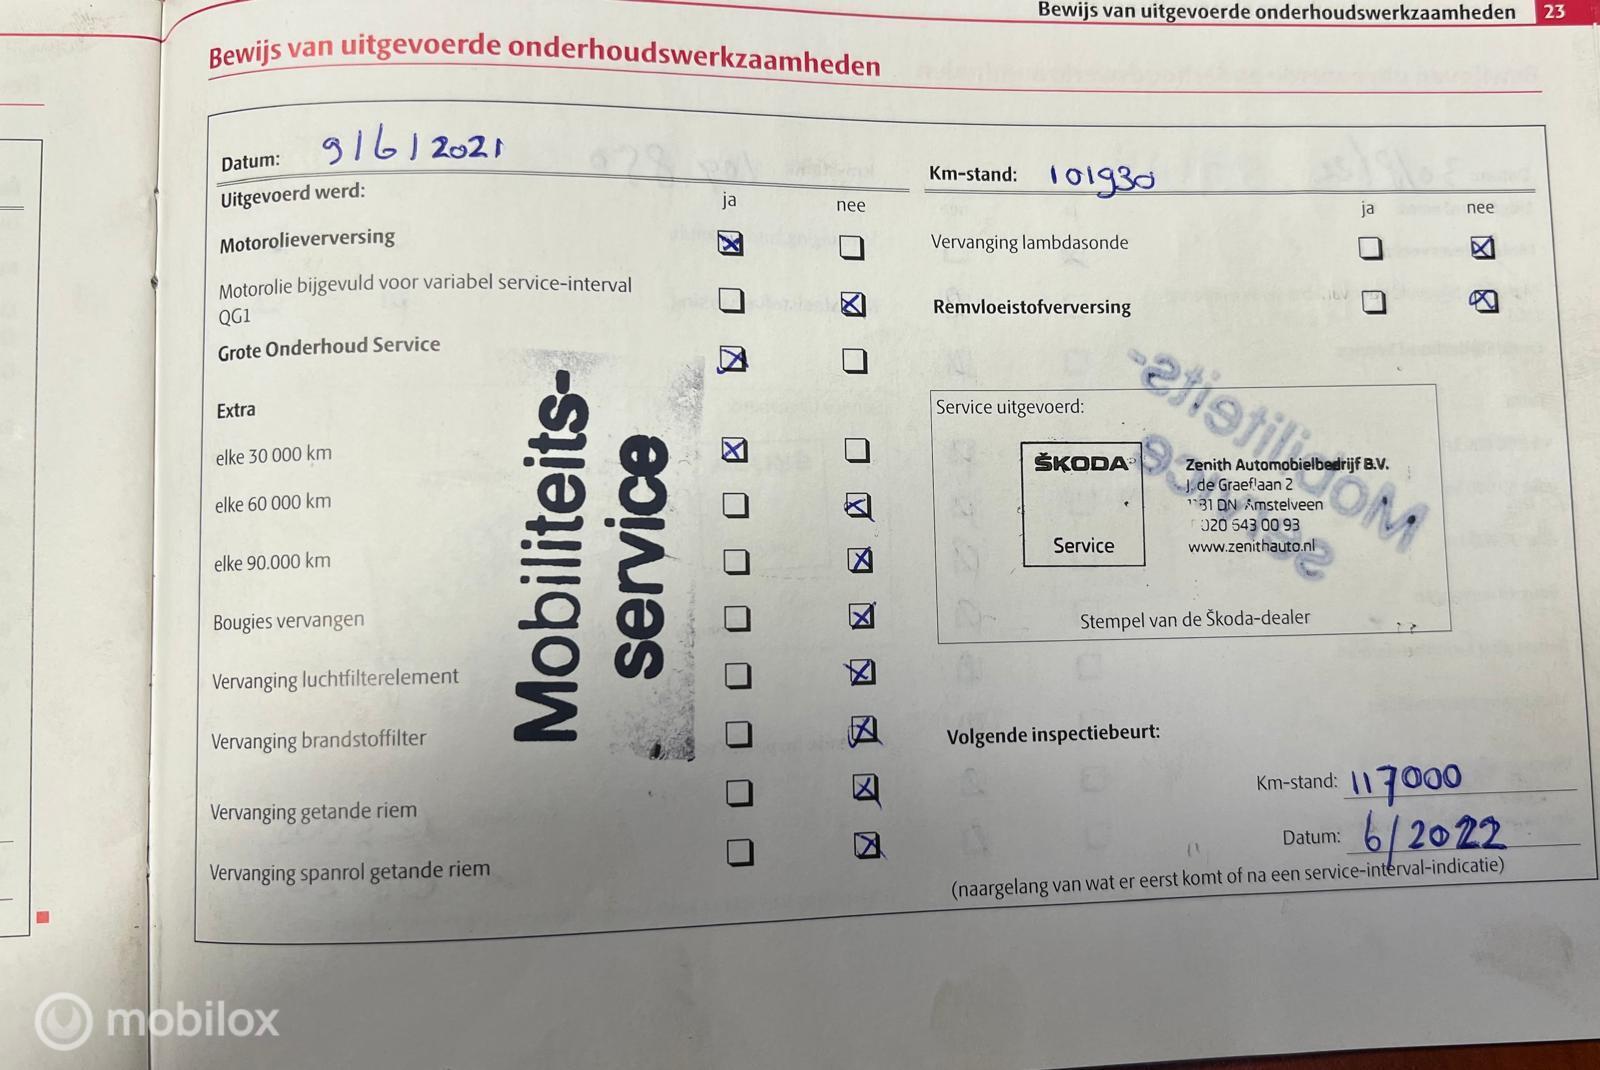 Bewijs van uitgevoerde onderhoudswerkzaamheden 23
Bewijs van uitgevoerde onderhoudswerkzaamheden
Datum: 9/6/2021
Uitgevoerd werd:
ja nee
Motorolieverversing
Motorolie bijgevuld voor variabel service-interval
QG1
Grote Onderhoud Service
Extra
elke 30 000 km
elke 60 000 km
elke 90.000 km
Bougies vervangen
Vervanging luchtfilterelement
Vervanging brandstoffilter
Vervanging getande riem
Vervanging spanrol getande riem
Mobiliteits-
service
Km-stand: 101930
ja nee
Vervanging lambdasonde
Remvloeistofverversing
Service uitgevoerd:
ŠKODA
Service
Zenith Automobielbedrijf B.V.
J. de Graeflaan 2
31 DN Amstelveen
020 643 00 93
www.zenithauto.nl
Mobiliteits-
service
Stempel van de Škoda-dealer
Volgende inspectiebeurt:
Km-stand: 117000
Datum: 6/2022
(naargelang van wat er eerst komt of na een service-interval-indicatie)
mobilox